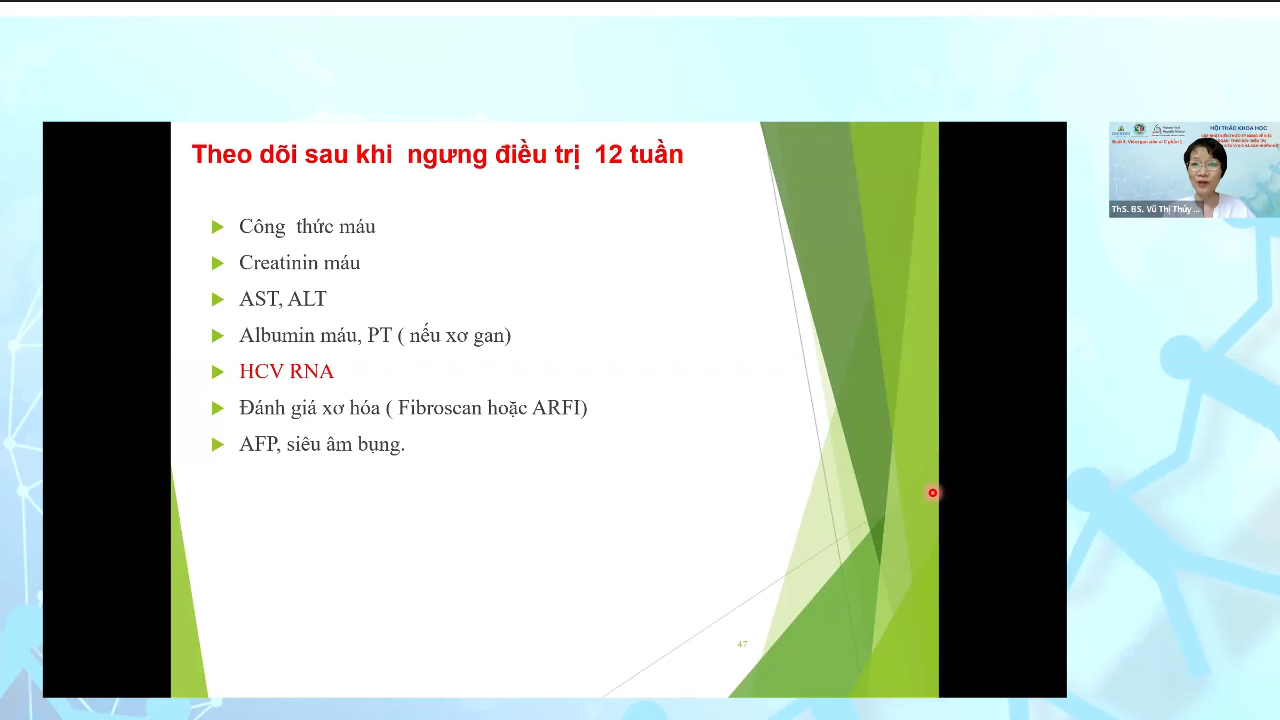 Theo dõi sau khi ngưng điều trị 12 tuần
Công thức máu
Creatinin máu
AST, ALT
Albumin máu, PT ( nếu xơ gan)
HCV RNA
Đánh giá xơ hóa ( Fibroscan hoặc ARFI)
AFP, siêu âm bụng.
47
HỘI THẢO KHOA HỌC
ThS. BS. Vũ Thị Thúy ...